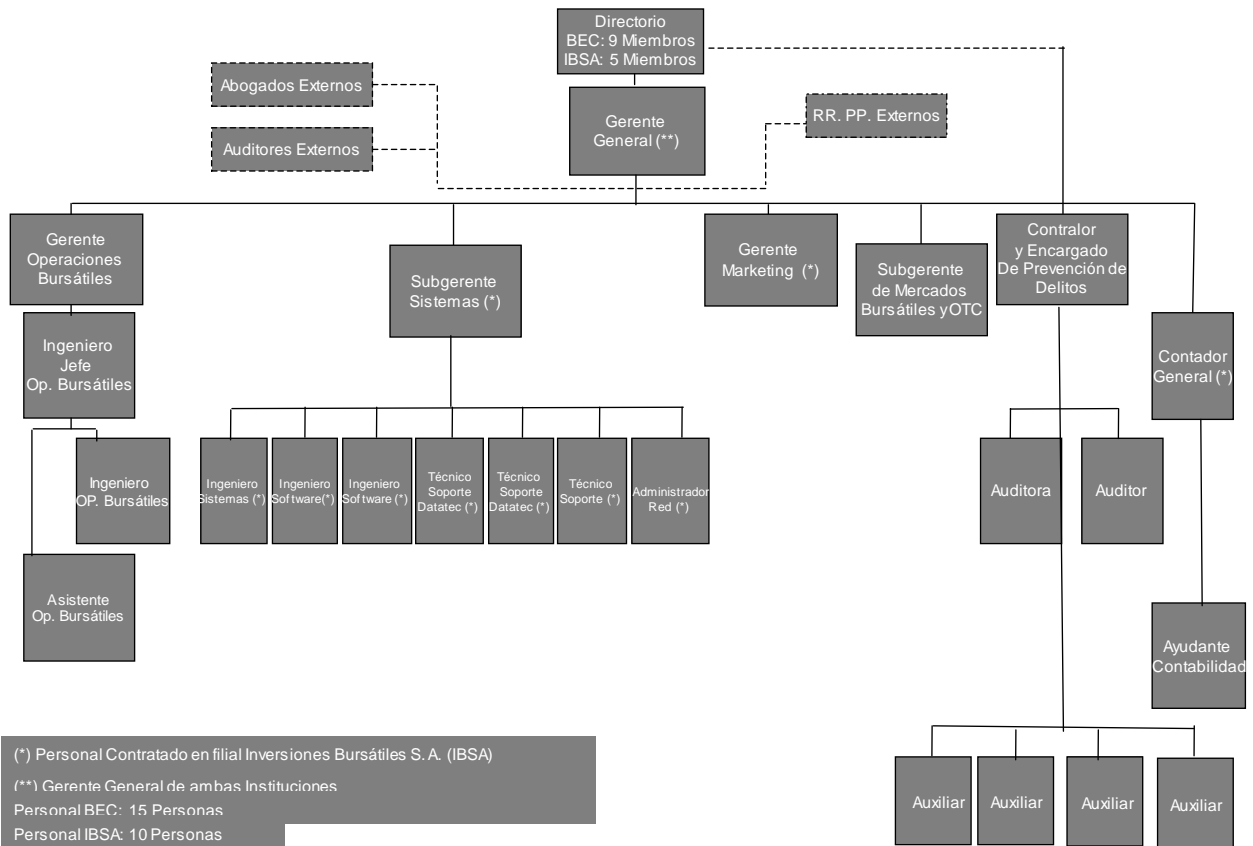 Directorio
BEC: 9 Miembros
IBSA: 5 Miembros
Abogados Externos
Gerente
General (**)
RR. PP. Externos
Auditores Externos
Gerente
Operaciones
Bursátiles
Subgerente
Sistemas (*)
Gerente
Marketing (*)
Subgerente
de Mercados
Bursátiles y OTC
Contralor
y Encargado
De Prevención de
Delitos
Ingeniero
Jefe
Op. Bursátiles
Contador
General (*)
Ingeniero
OP. Bursátiles
Ingeniero
Sistemas (*)
Ingeniero
Software(*)
Ingeniero
Software (*)
Técnico
Soporte
Datatec (*)
Técnico
Soporte
Datatec (*)
Técnico
Soporte (*)
Administrador
Red (*)
Auditora
Auditor
Asistente
Op. Bursátiles
Ayudante
Contabilidad
(*) Personal Contratado en filial Inversiones Bursátiles S. A. (IBSA)
(**) Gerente General de ambas Instituciones
Personal BEC: 15 Personas
Personal IBSA: 10 Personas
Auxiliar
Auxiliar
Auxiliar
Auxiliar